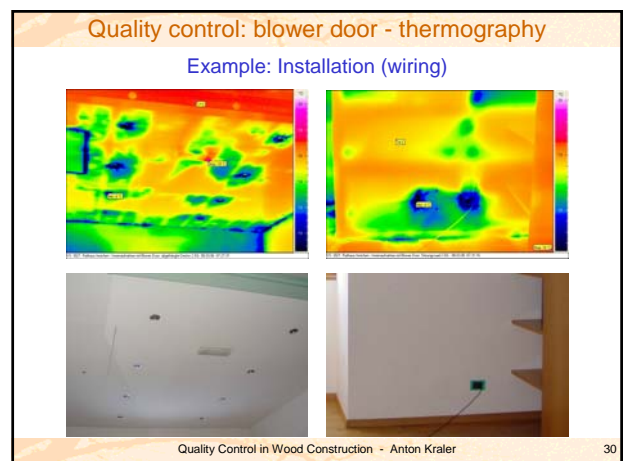 Quality control: blower door - thermography
Example: Installation (wiring)
Quality Control in Wood Construction - Anton Kraler
30